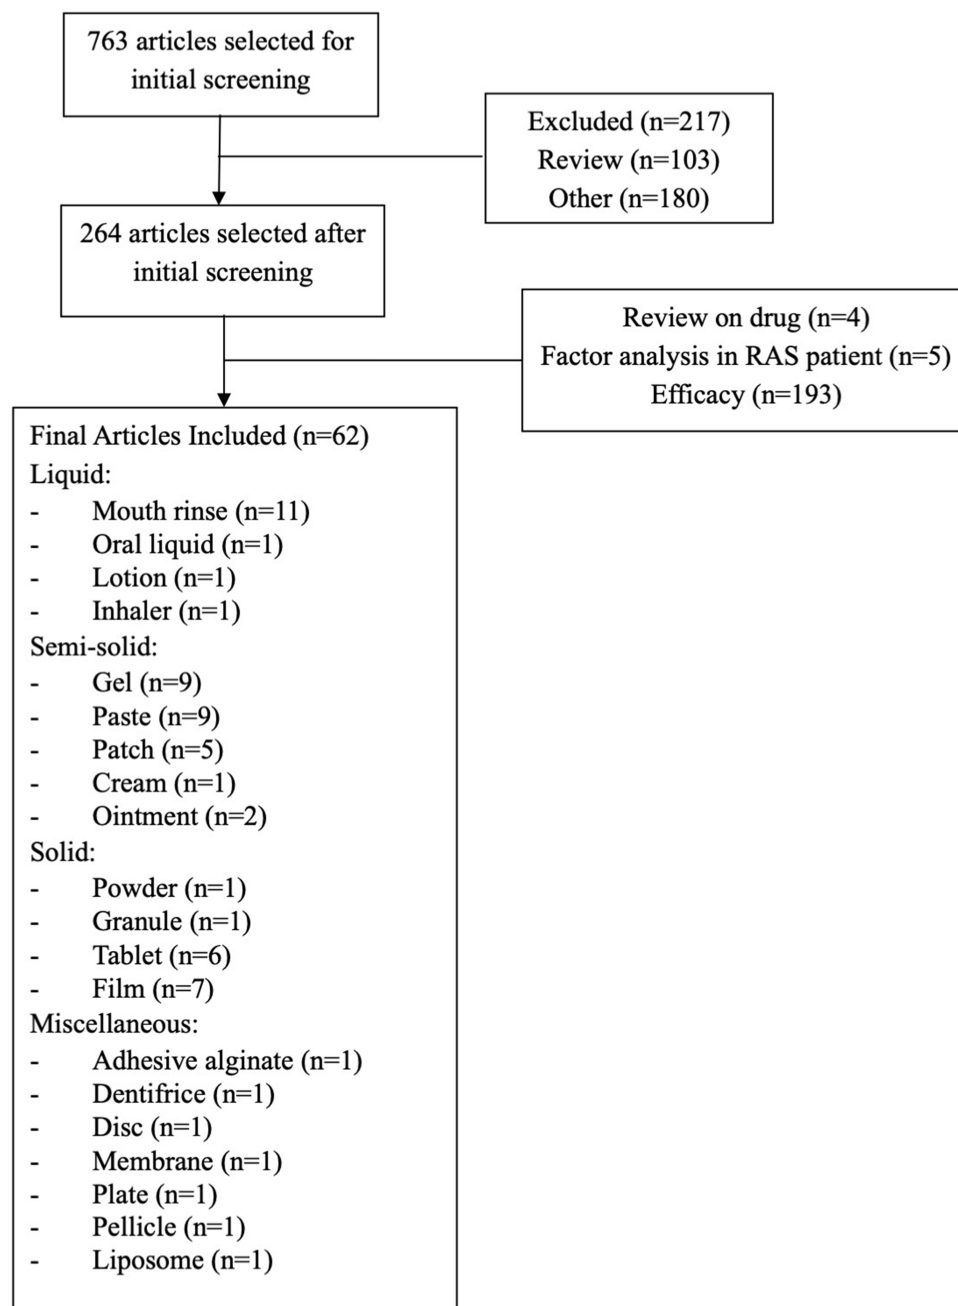 763 articles selected for
initial screening
Excluded (n=217)
Review (n=103)
Other (n=180)
264 articles selected after
initial screening
Review on drug (n=4)
Factor analysis in RAS patient (n=5)
Efficacy (n=193)
Final Articles Included (n=62)
Liquid:
- Mouth rinse (n=11)
- Oral liquid (n=1)
- Lotion (n=1)
- Inhaler (n=1)
Semi-solid:
- Gel (n=9)
- Paste (n=9)
- Patch (n=5)
- Cream (n=1)
- Ointment (n=2)
Solid:
- Powder (n=1)
- Granule (n=1)
- Tablet (n=6)
- Film (n=7)
Miscellaneous:
- Adhesive alginate (n=1)
- Dentifrice (n=1)
- Disc (n=1)
- Membrane (n=1)
- Plate (n=1)
- Pellicle (n=1)
- Liposome (n=1)